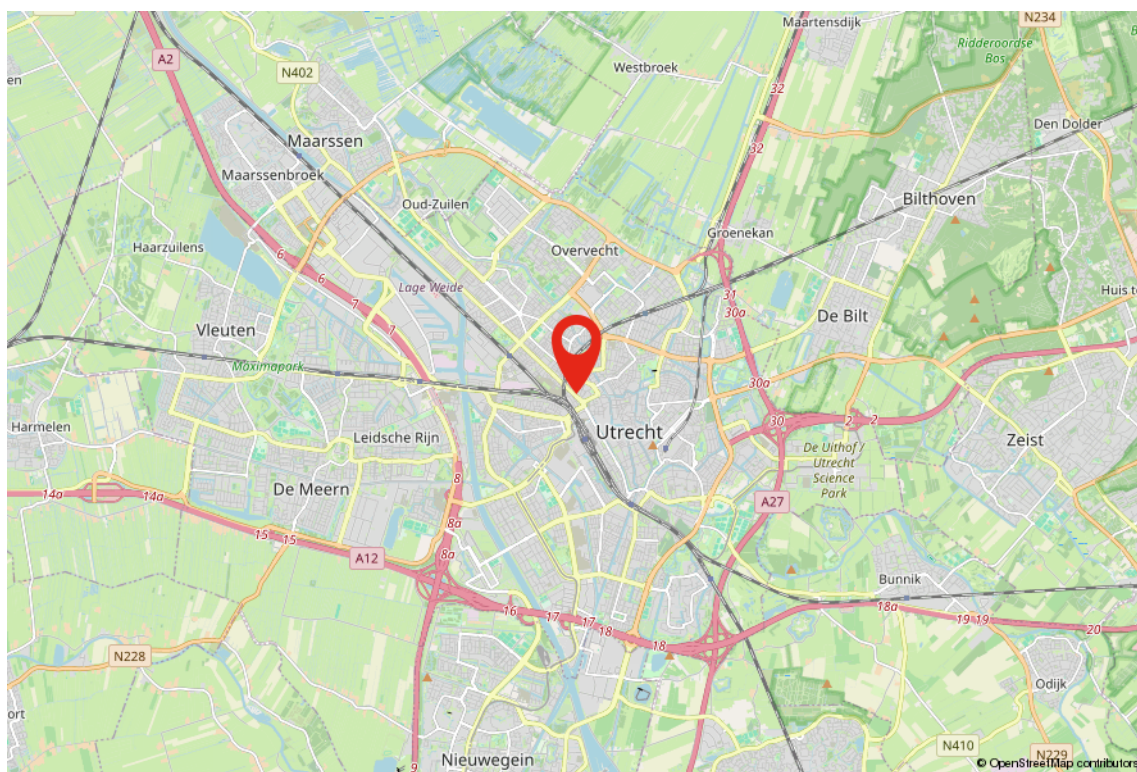 Maartensdijk
N234
A2
Ridderoordse
Bos
Westbroek
N402
32
Den Dolder
Maarssen
32
Maarssenbroek
Bilthoven
Oud-Zuilen
Groenekan
Haarzuilens
Overvecht
6
6
Lage Weide
7
31
Huis te
30a
7
Vleuten
De Bilt
Maximapark
30a
2
30
2
Harmelen
Leidsche Rijn
Utrecht
Zeist
De Uithof /
Utrecht
Science
Park
8
De Meern
14a
14a
A27
8a
15
15
A12
8a
Bunnik
16
17
17
18
18a
19
19
20
18
N228
Odijk
ort
N410
Nieuwegein
N229
9
© OpenStreetMap contributors